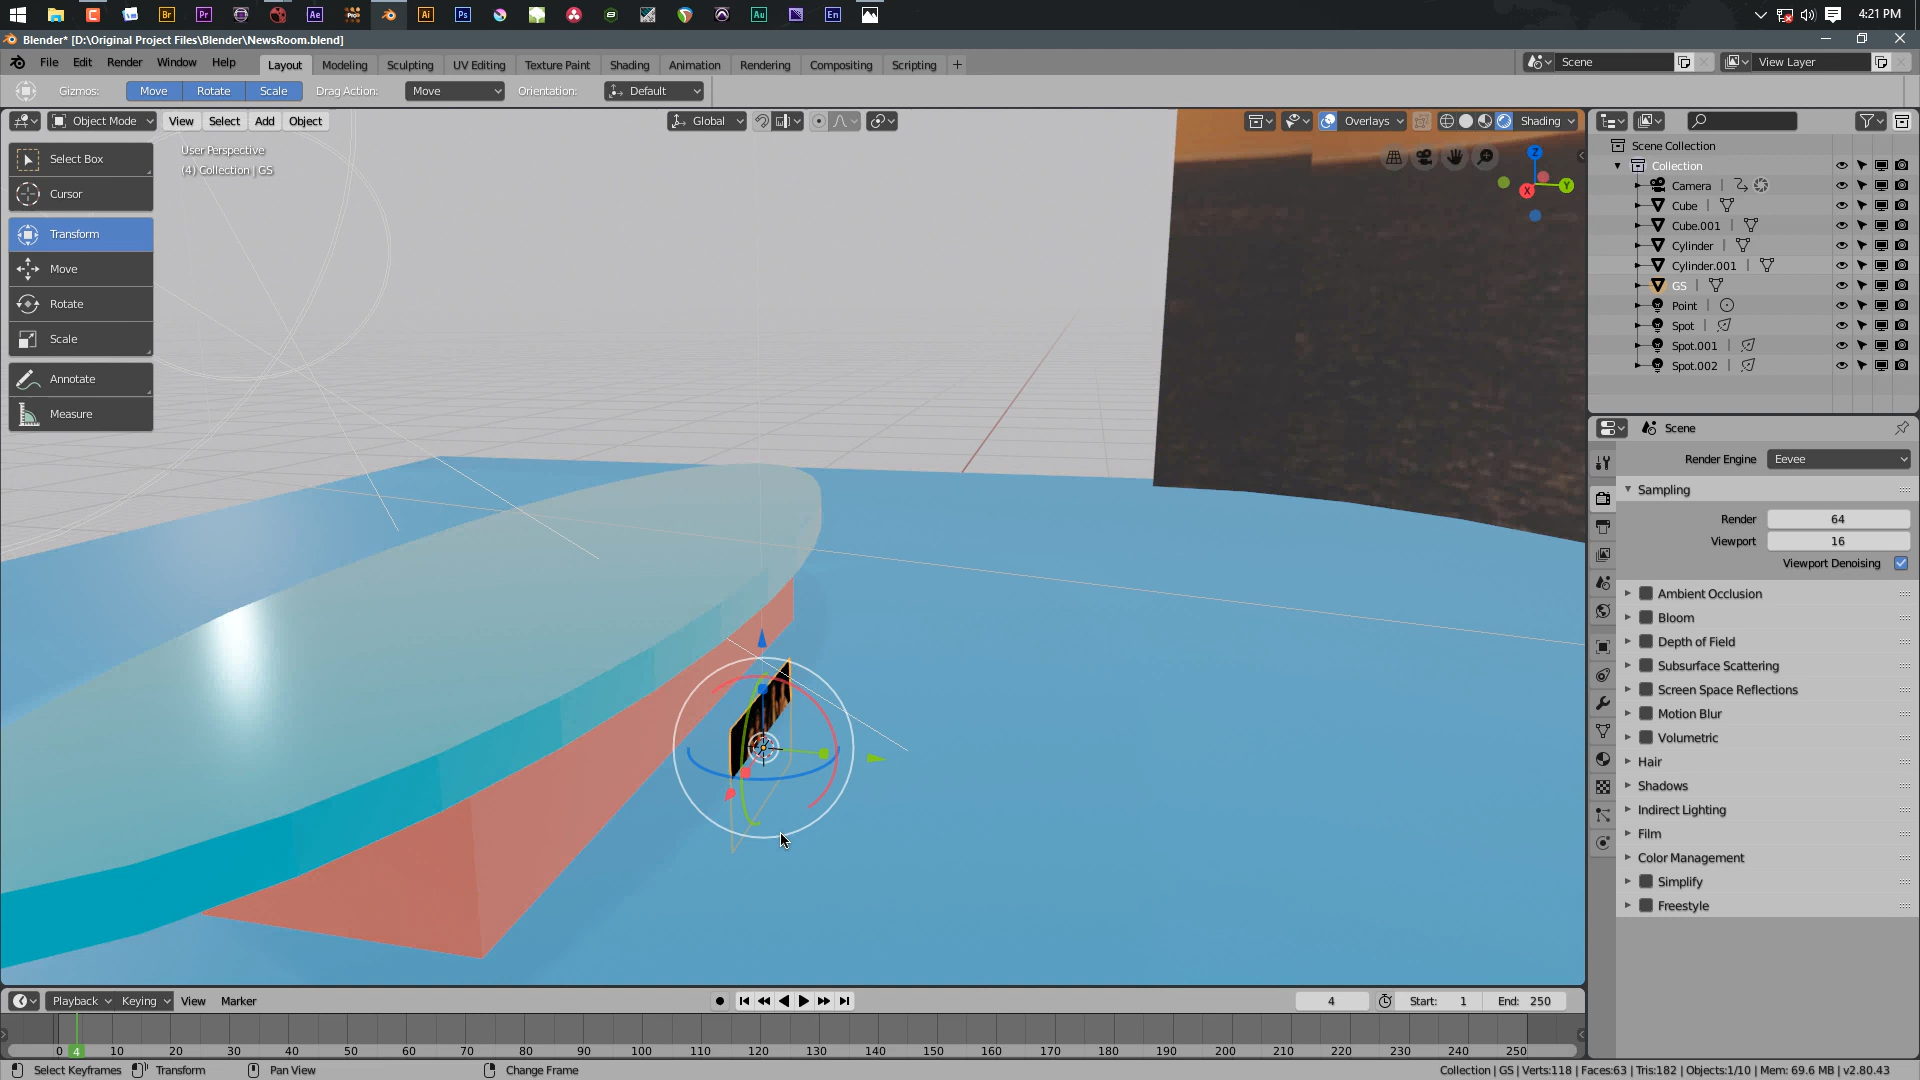 Br
Pr
Ae
Ai
Ps
Au
En
4:21 PM
Blender* [D:\Original Project Files\Blender\NewsRoom.blend]
File Edit Render Window Help
Layout Modeling Sculpting UV Editing Texture Paint Shading Animation Rendering Compositing Scripting +
Scene
View Layer
Gizmos: Move Rotate Scale Drag Action: Move Orientation: Default
Object Mode View Select Add Object
Global
Overlays
Shading
User Perspective
(4) Collection | GS
Z
Y
X
Select Box
Cursor
Transform
Move
Rotate
Scale
Annotate
Measure
Scene Collection
Collection
Camera
Cube
Cube.001
Cylinder
Cylinder.001
GS
Point
Spot
Spot.001
Spot.002
Scene
Render Engine Eevee
Sampling
Render 64
Viewport 16
Viewport Denoising
Ambient Occlusion
Bloom
Depth of Field
Subsurface Scattering
Screen Space Reflections
Motion Blur
Volumetric
Hair
Shadows
Indirect Lighting
Film
Color Management
Simplify
Freestyle
Playback Keying View Marker
4 Start: 1 End: 250
0 4 10 20 30 40 50 60 70 80 90 100 110 120 130 140 150 160 170 180 190 200 210 220 230 240 250
Select Keyframes Transform Pan View Change Frame
Collection | GS | Verts:118 | Faces:63 | Tris:182 | Objects:1/10 | Mem: 69.6 MB | v2.80.43